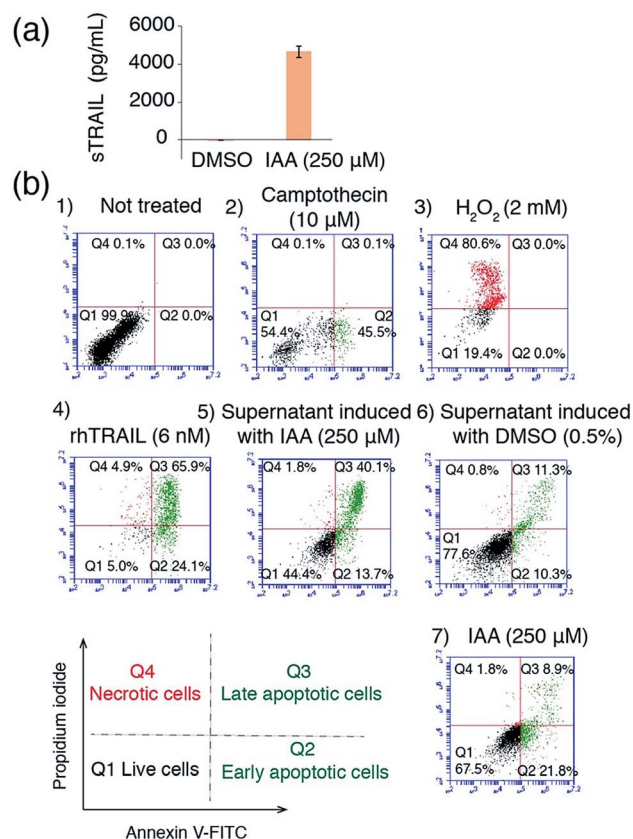 (a)
sTRAIL (pg/mL)
6000
4000
2000
0
DMSO IAA (250 µM)
(b)
1) Not treated
Q4 0.1% Q3 0.0%
Q1 99.9% Q2 0.0%
2) Camptothecin
(10 µM)
Q4 0.1% Q3 0.1%
Q1 Q2
54.4% 45.5%
3) H₂O₂ (2 mM)
Q4 80.6% Q3 0.0%
Q1 19.4% Q2 0.0%
4)
rhTRAIL (6 nM)
Q4 4.9% Q3 65.9%
Q1 5.0% Q2 24.1%
5) Supernatant induced
with IAA (250 µM)
Q4 1.8% Q3 40.1%
Q1 44.4% Q2 13.7%
6) Supernatant induced
with DMSO (0.5%)
Q4 0.8% Q3 11.3%
Q1
77.6%
Q2 10.3%
7) IAA (250 µM)
Q4 1.8% Q3 8.9%
Q1
67.5% Q2 21.8%
Propidium iodide
Q4
Necrotic cells
Q3
Late apoptotic cells
Q1 Live cells
Q2
Early apoptotic cells
Annexin V-FITC